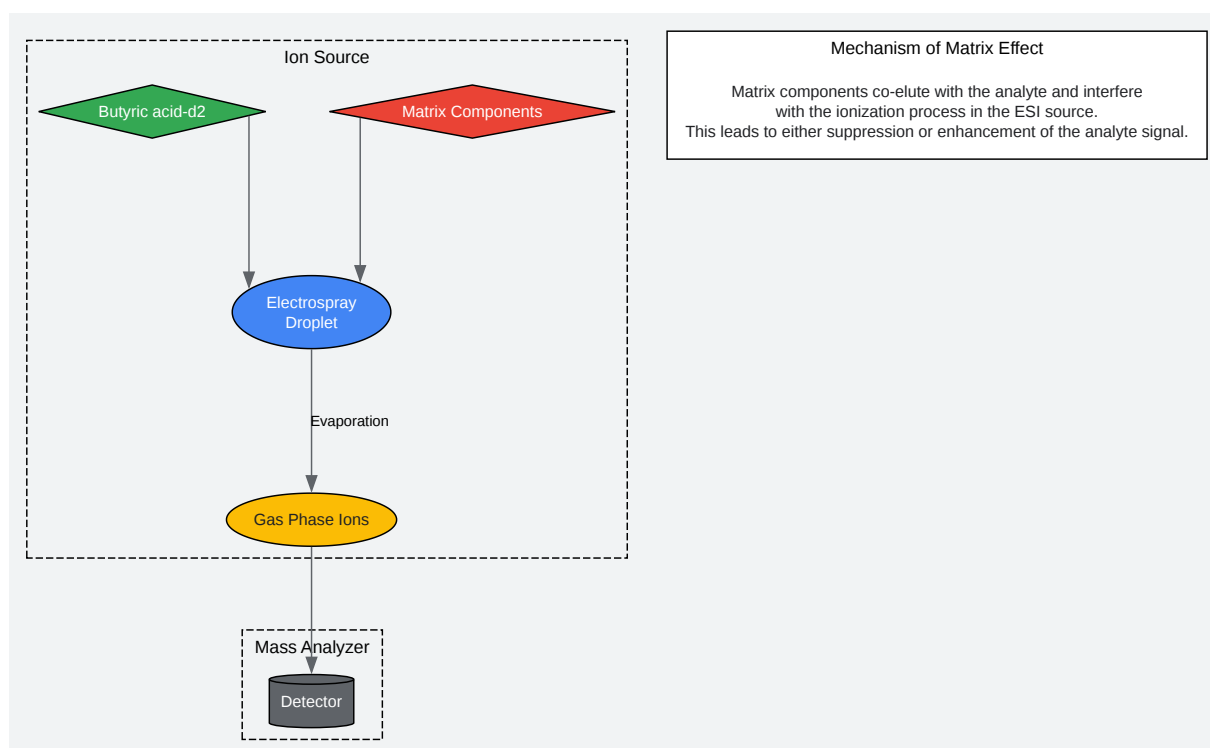 Ion Source
Butyric acid-d2
Matrix Components
Electrospray
Droplet
Evaporation
Gas Phase Ions
Mass Analyzer
Detector
Mechanism of Matrix Effect
Matrix components co-elute with the analyte and interfere
with the ionization process in the ESI source.
This leads to either suppression or enhancement of the analyte signal.